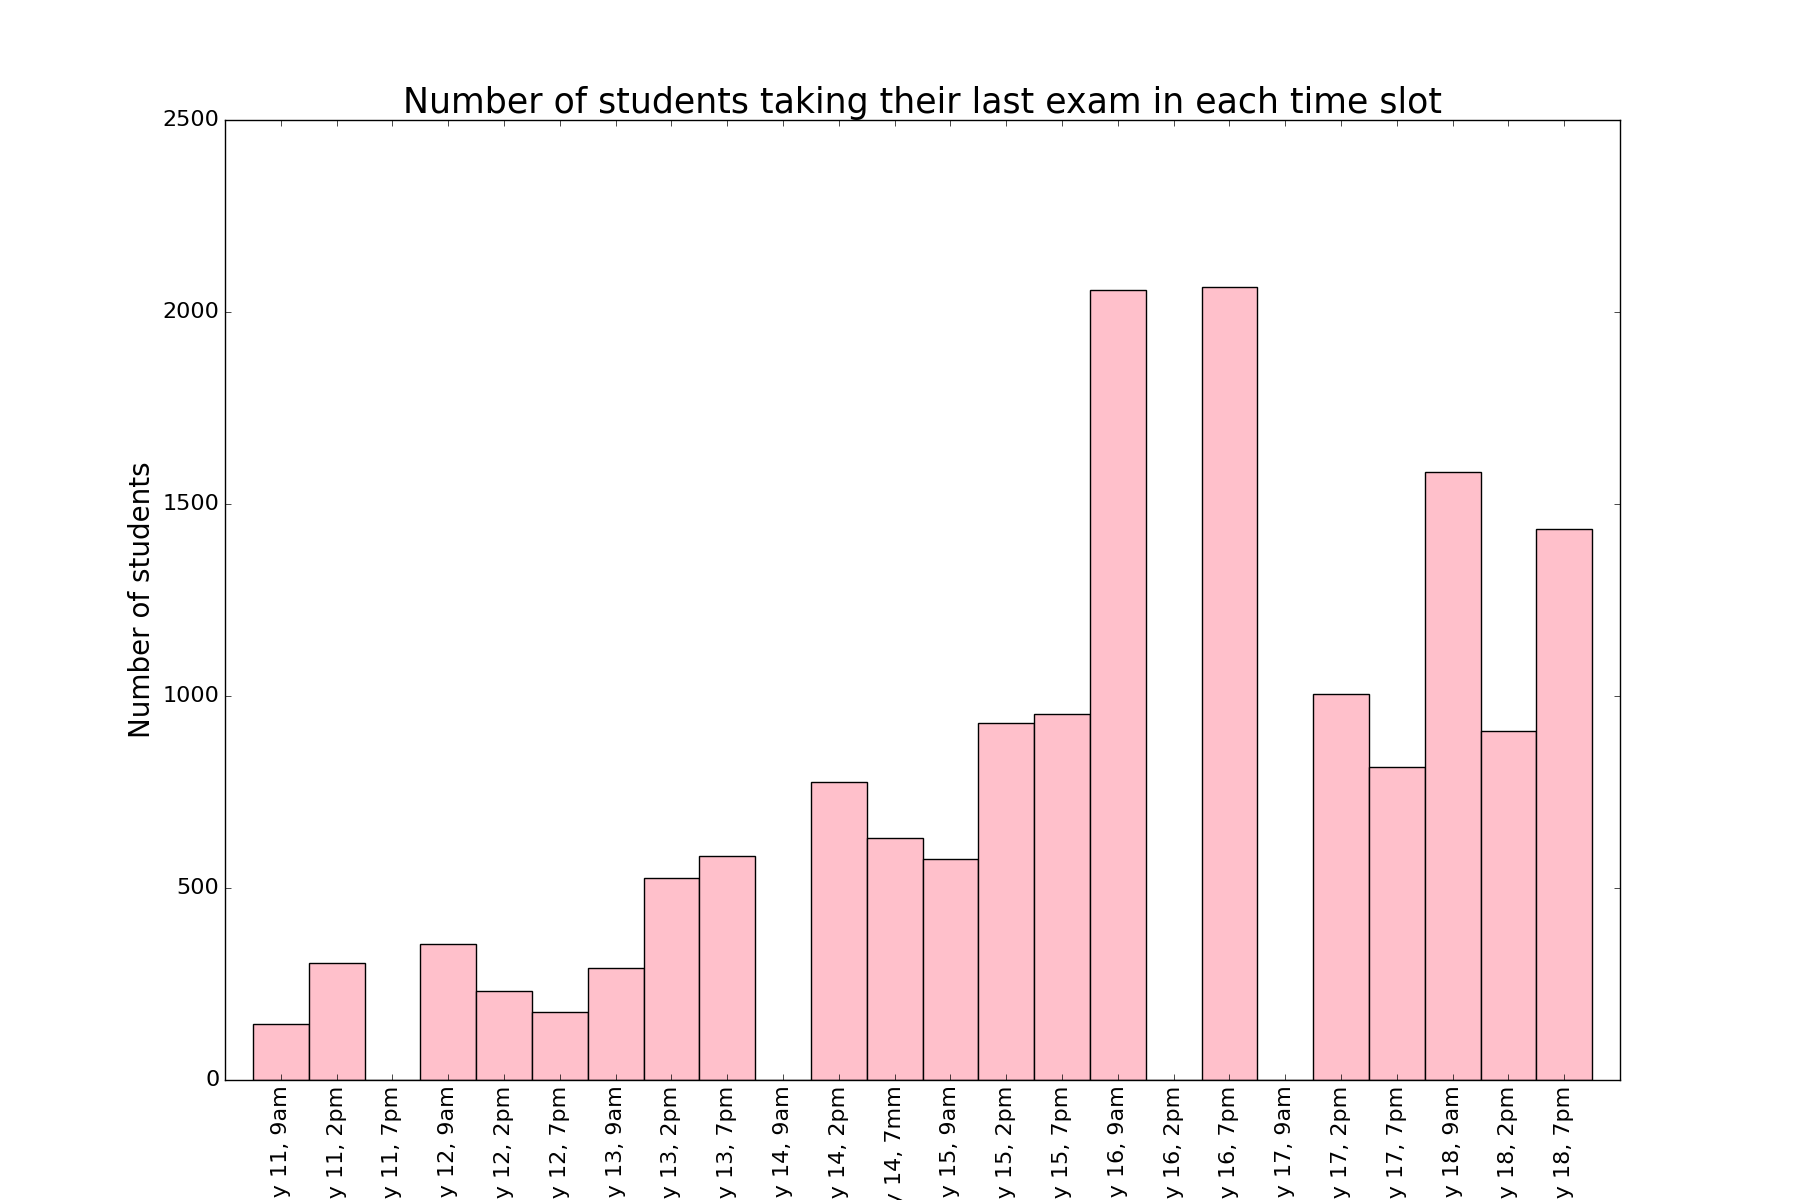 Number of students taking their last exam in each time slot
Number of students
2500
2000
1500
1000
500
0
y 11, 9am
y 11, 2pm
y 11, 7pm
y 12, 9am
y 12, 2pm
y 12, 7pm
y 13, 9am
y 13, 2pm
y 13, 7pm
y 14, 9am
y 14, 2pm
y 14, 7mm
y 15, 9am
y 15, 2pm
y 15, 7pm
y 16, 9am
y 16, 2pm
y 16, 7pm
y 17, 9am
y 17, 2pm
y 17, 7pm
y 18, 9am
y 18, 2pm
y 18, 7pm